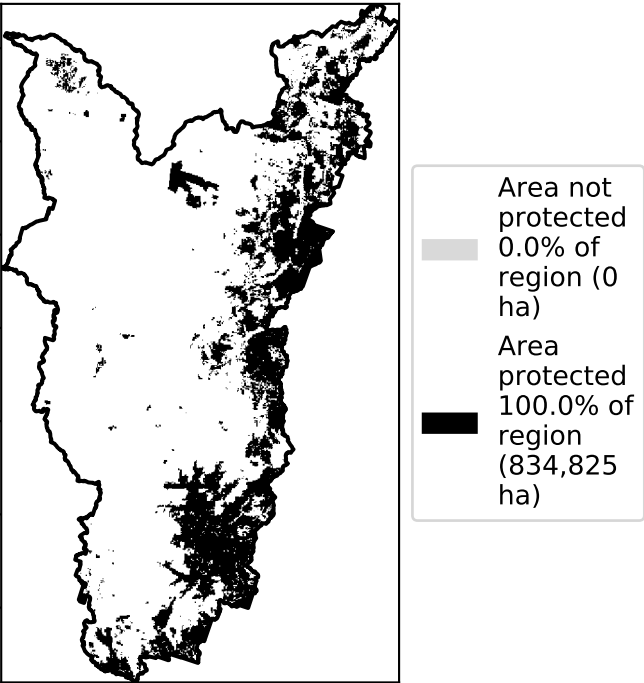 Area not
protected
0.0% of
region (0
ha)
Area
protected
100.0% of
region
(834,825
ha)